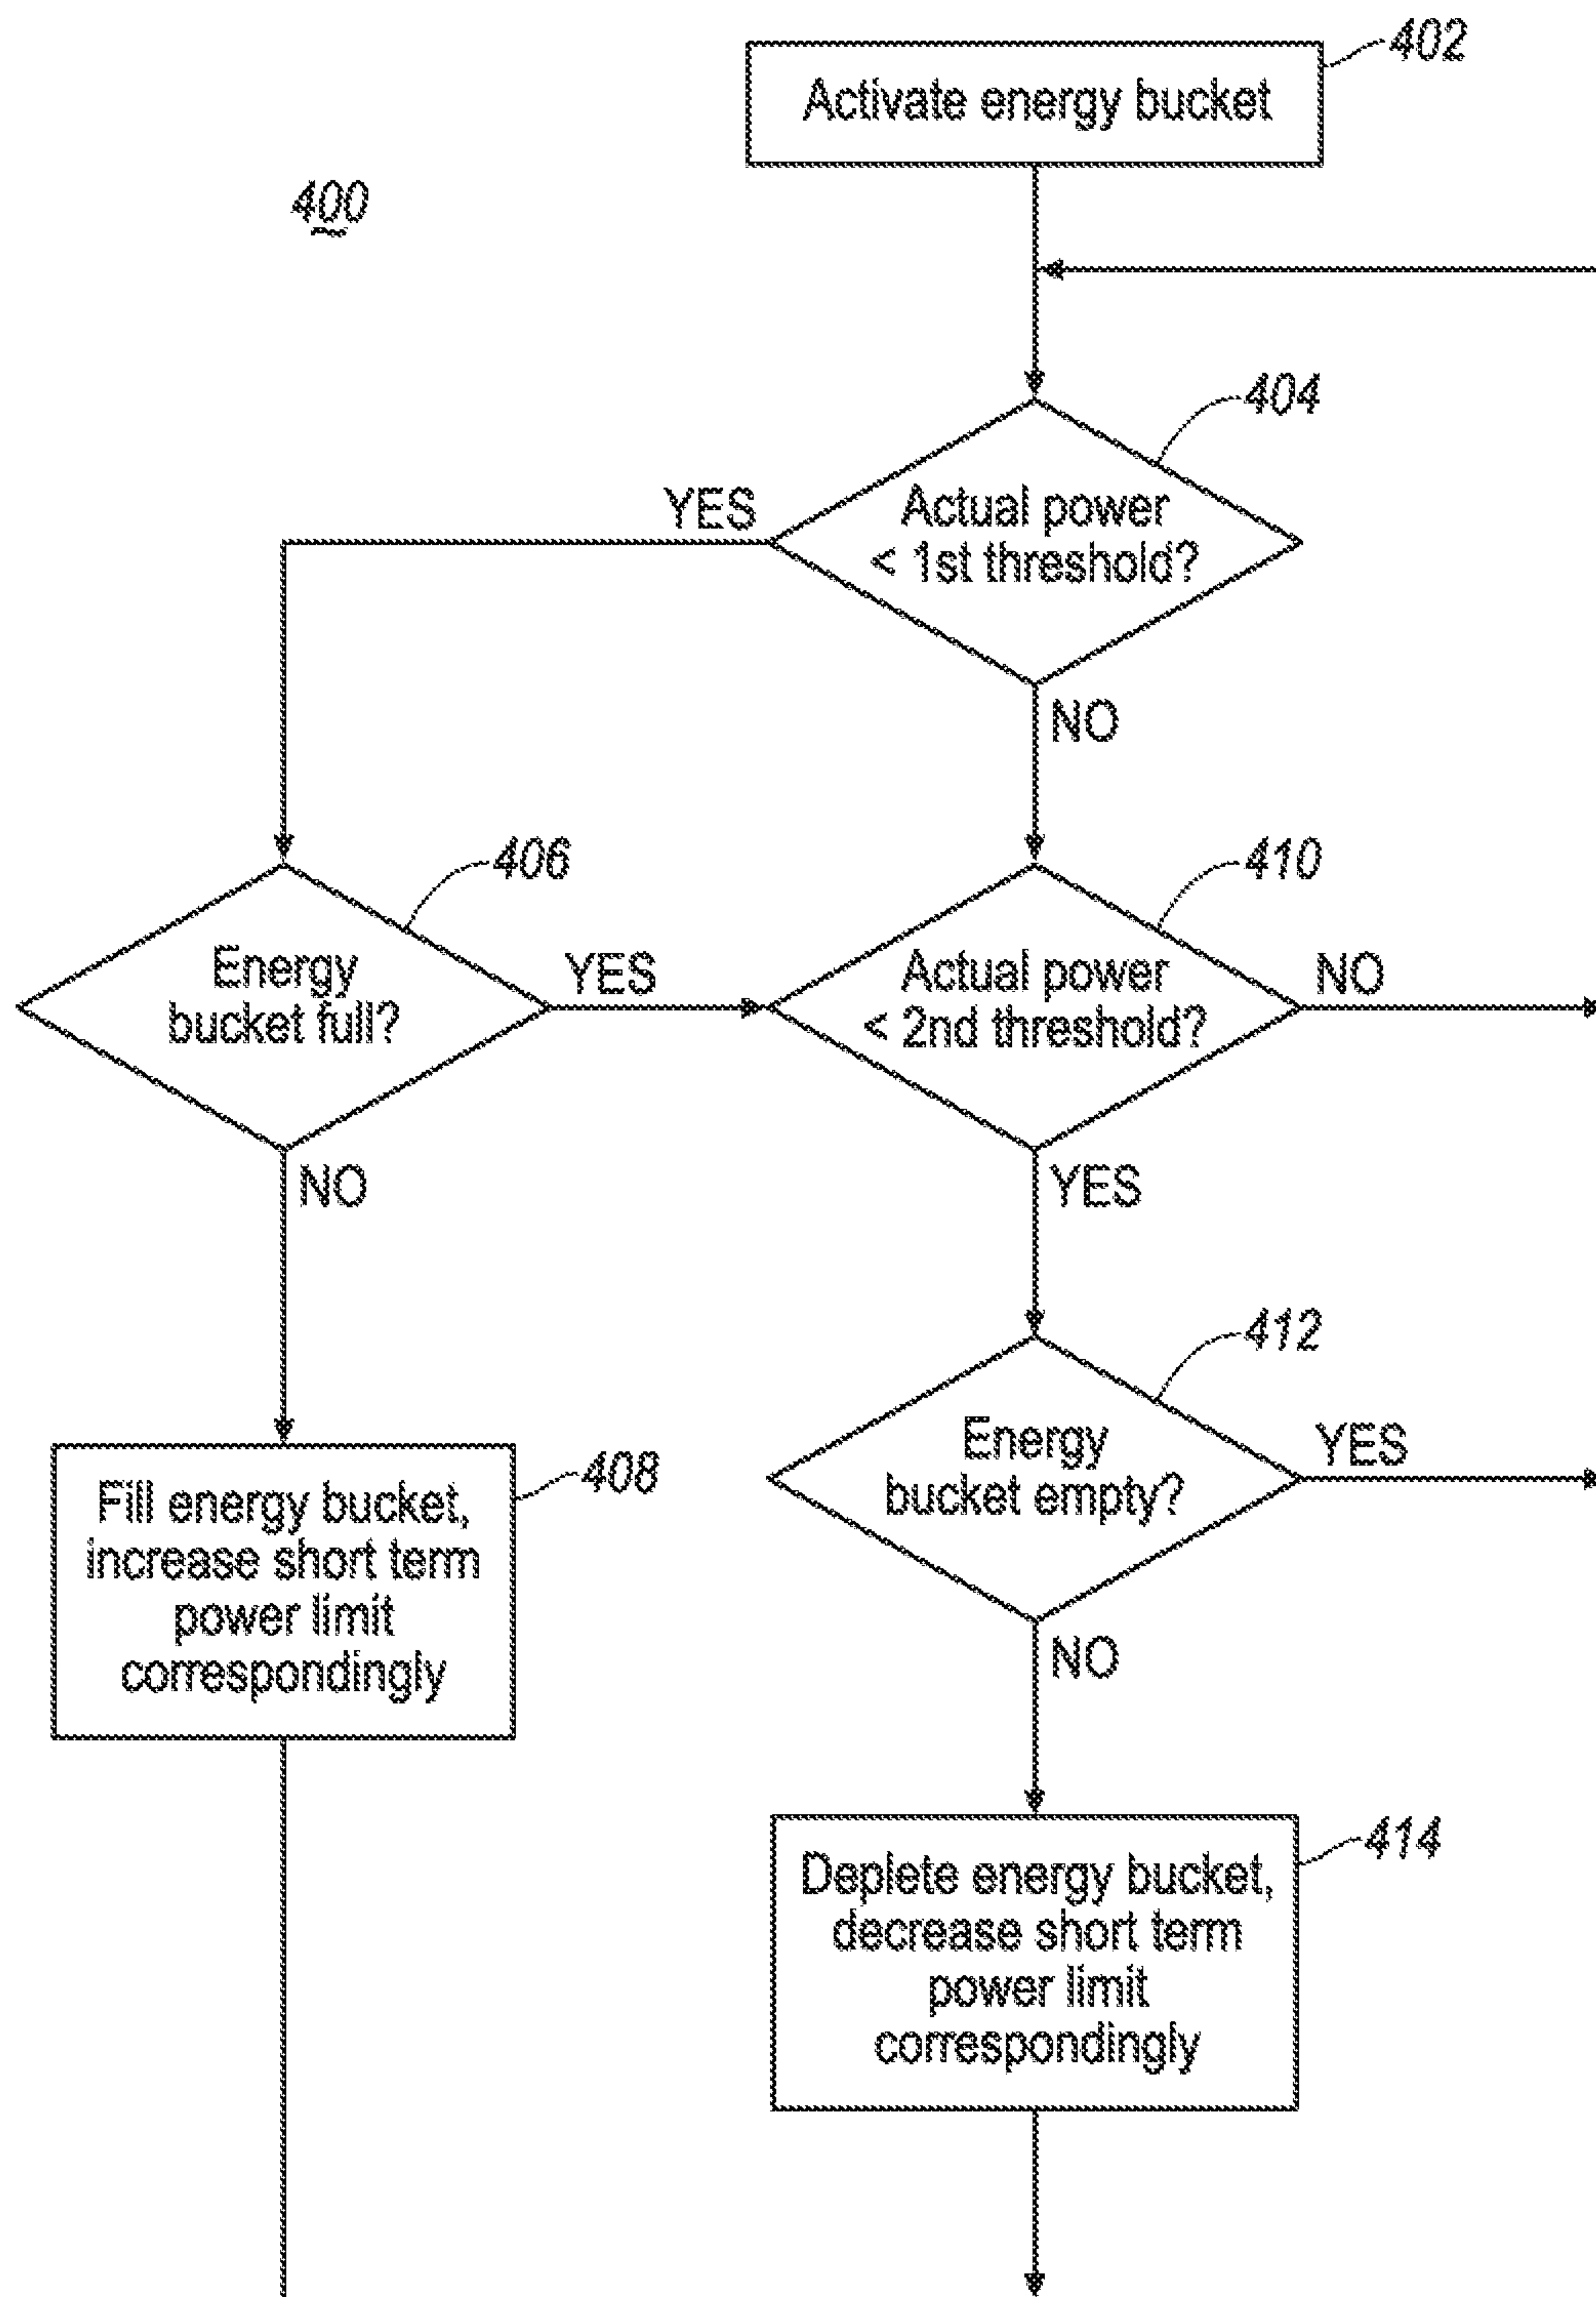 402
Activate energy bucket
400
404
YES
Actual power
< 1st threshold?
NO
406
410
Energy
bucket full?
YES
Actual power
< 2nd threshold?
NO
NO
YES
412
Energy
bucket empty?
YES
Fill energy bucket,
increase short term
power limit
correspondingly
408
NO
Deplete energy bucket,
decrease short term
power limit
correspondingly
414